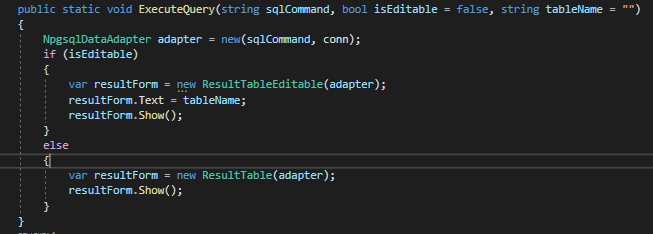 public static void ExecuteQuery(string sqlCommand, bool isEditable = false, string tableName = "")
{
NpgsqlDataAdapter adapter = new(sqlCommand, conn);
if (isEditable)
{
var resultForm = new ResultTableEditable(adapter);
resultForm.Text = tableName;
resultForm.Show();
}
else
{
var resultForm = new ResultTable(adapter);
resultForm.Show();
}
}